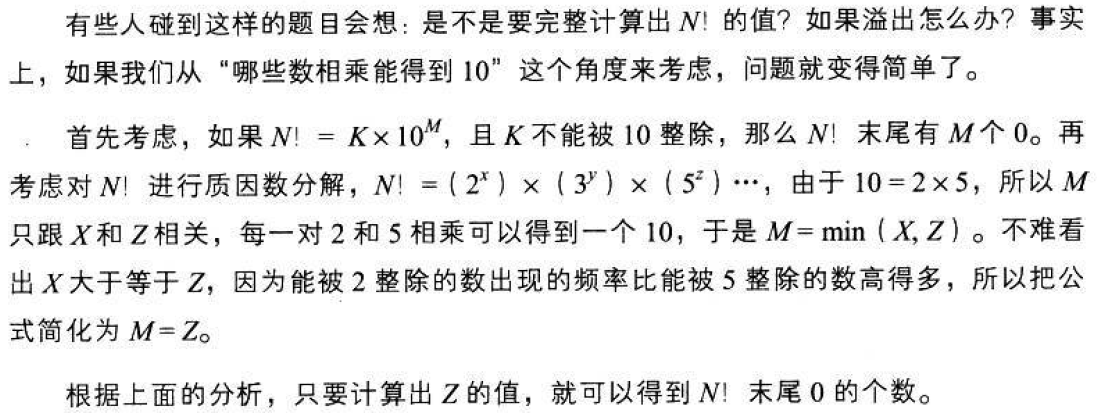 有些人碰到这样的题目会想：是不是要完整计算出 N! 的值？如果溢出怎么办？事实
上，如果我们从“哪些数相乘能得到 10”这个角度来考虑，问题就变得简单了。
首先考虑，如果 N! = K×10^M，且 K 不能被 10 整除，那么 N! 末尾有 M 个 0。再
考虑对 N! 进行质因数分解，N! =（2^x）×（3^y）×（5^z）…，由于 10 = 2×5，所以 M
只跟 X 和 Z 相关，每一对 2 和 5 相乘可以得到一个 10，于是 M = min（X, Z）。不难看
出 X 大于等于 Z，因为能被 2 整除的数出现的频率比能被 5 整除的数高得多，所以把公
式简化为 M = Z。
根据上面的分析，只要计算出 Z 的值，就可以得到 N! 末尾 0 的个数。